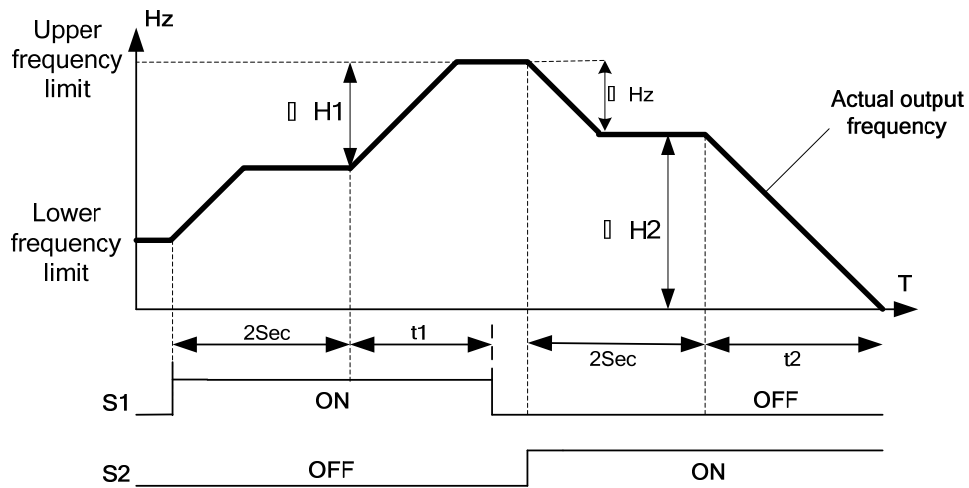 Hz
Upper
frequency
limit
H1
Hz
Actual output
frequency
Lower
frequency
limit
H2
T
2Sec
t1
2Sec
t2
S1
ON
OFF
S2
OFF
ON